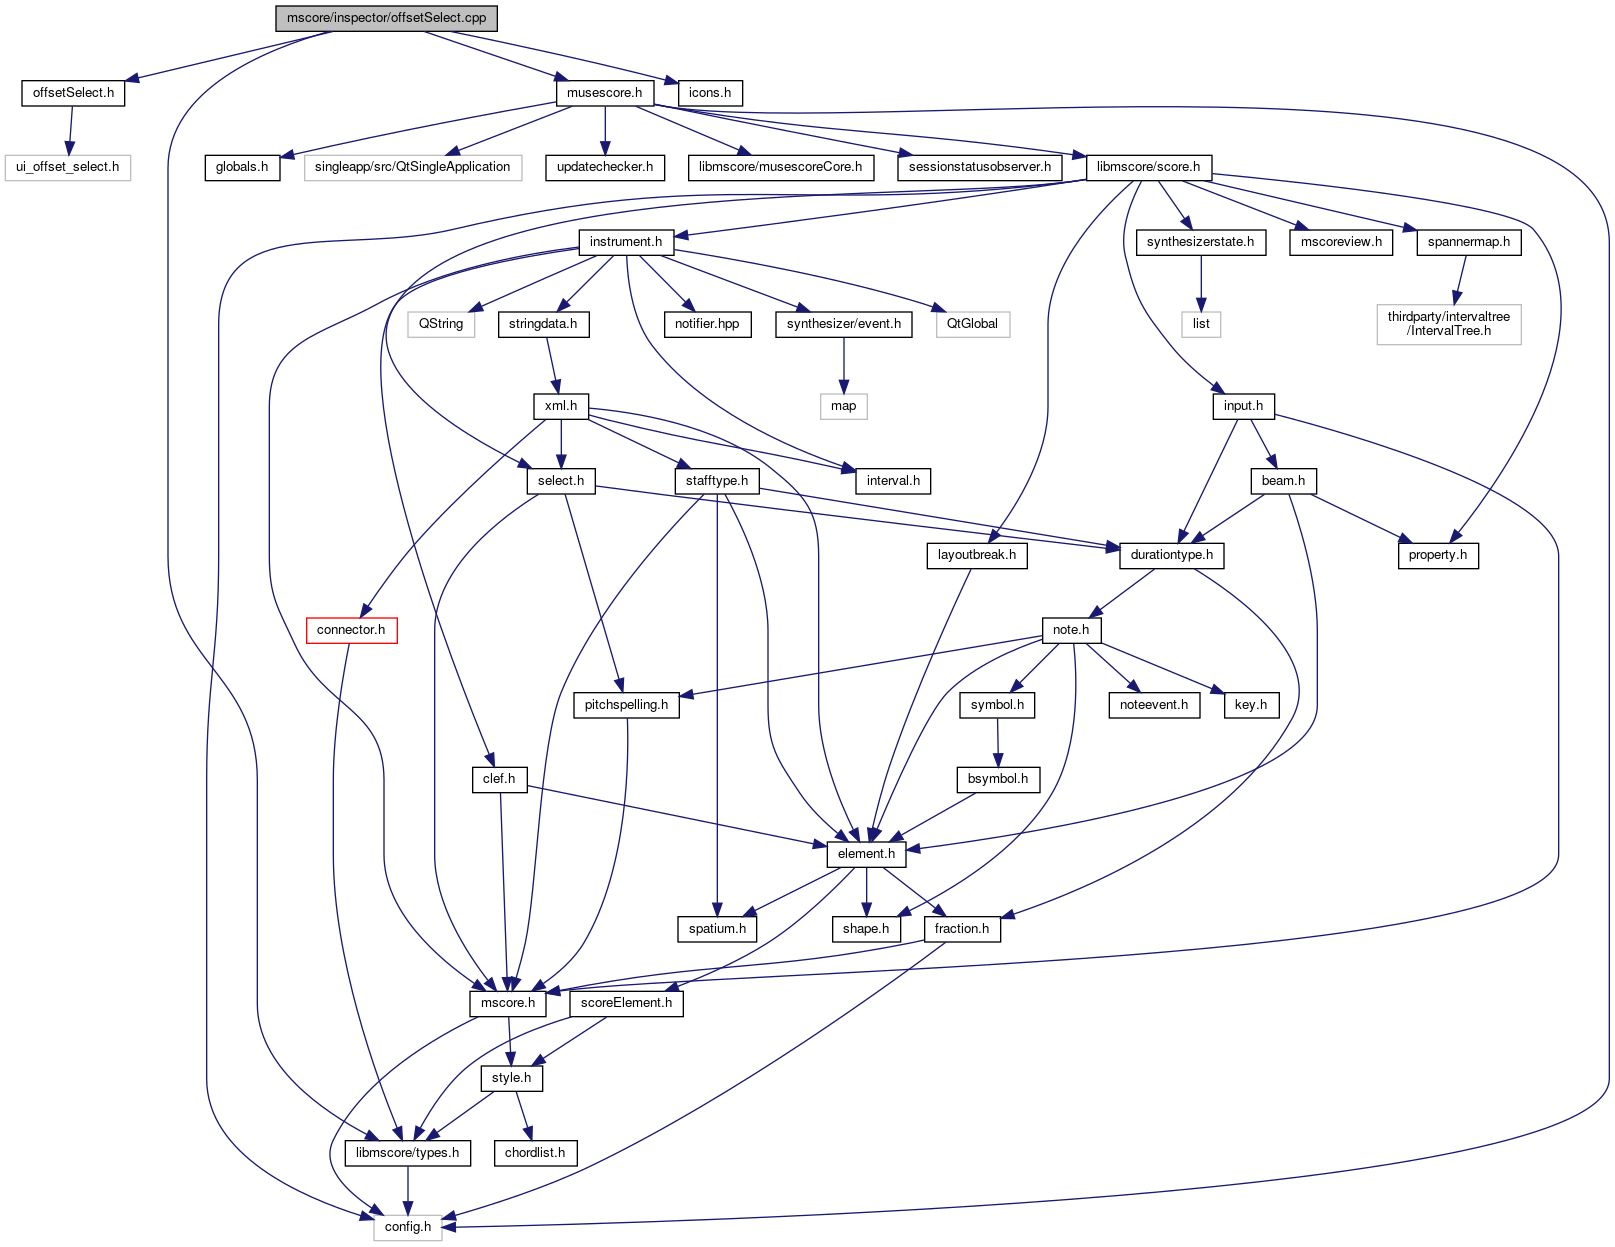 mscore/inspector/offsetSelect.cpp
offsetSelect.h
musescore.h
icons.h
ui_offset_select.h
globals.h
singleapp/src/QtSingleApplication
updatechecker.h
libmscore/musescoreCore.h
sessionstatusobserver.h
libmscore/score.h
instrument.h
synthesizerstate.h
mscoreview.h
spannermap.h
QString
stringdata.h
notifier.hpp
synthesizer/event.h
QtGlobal
list
thirdparty/intervaltree
/IntervalTree.h
xml.h
map
input.h
select.h
stafftype.h
interval.h
beam.h
layoutbreak.h
durationtype.h
property.h
connector.h
note.h
pitchspelling.h
symbol.h
noteevent.h
key.h
clef.h
bsymbol.h
element.h
spatium.h
shape.h
fraction.h
mscore.h
scoreElement.h
style.h
libmscore/types.h
chordlist.h
config.h